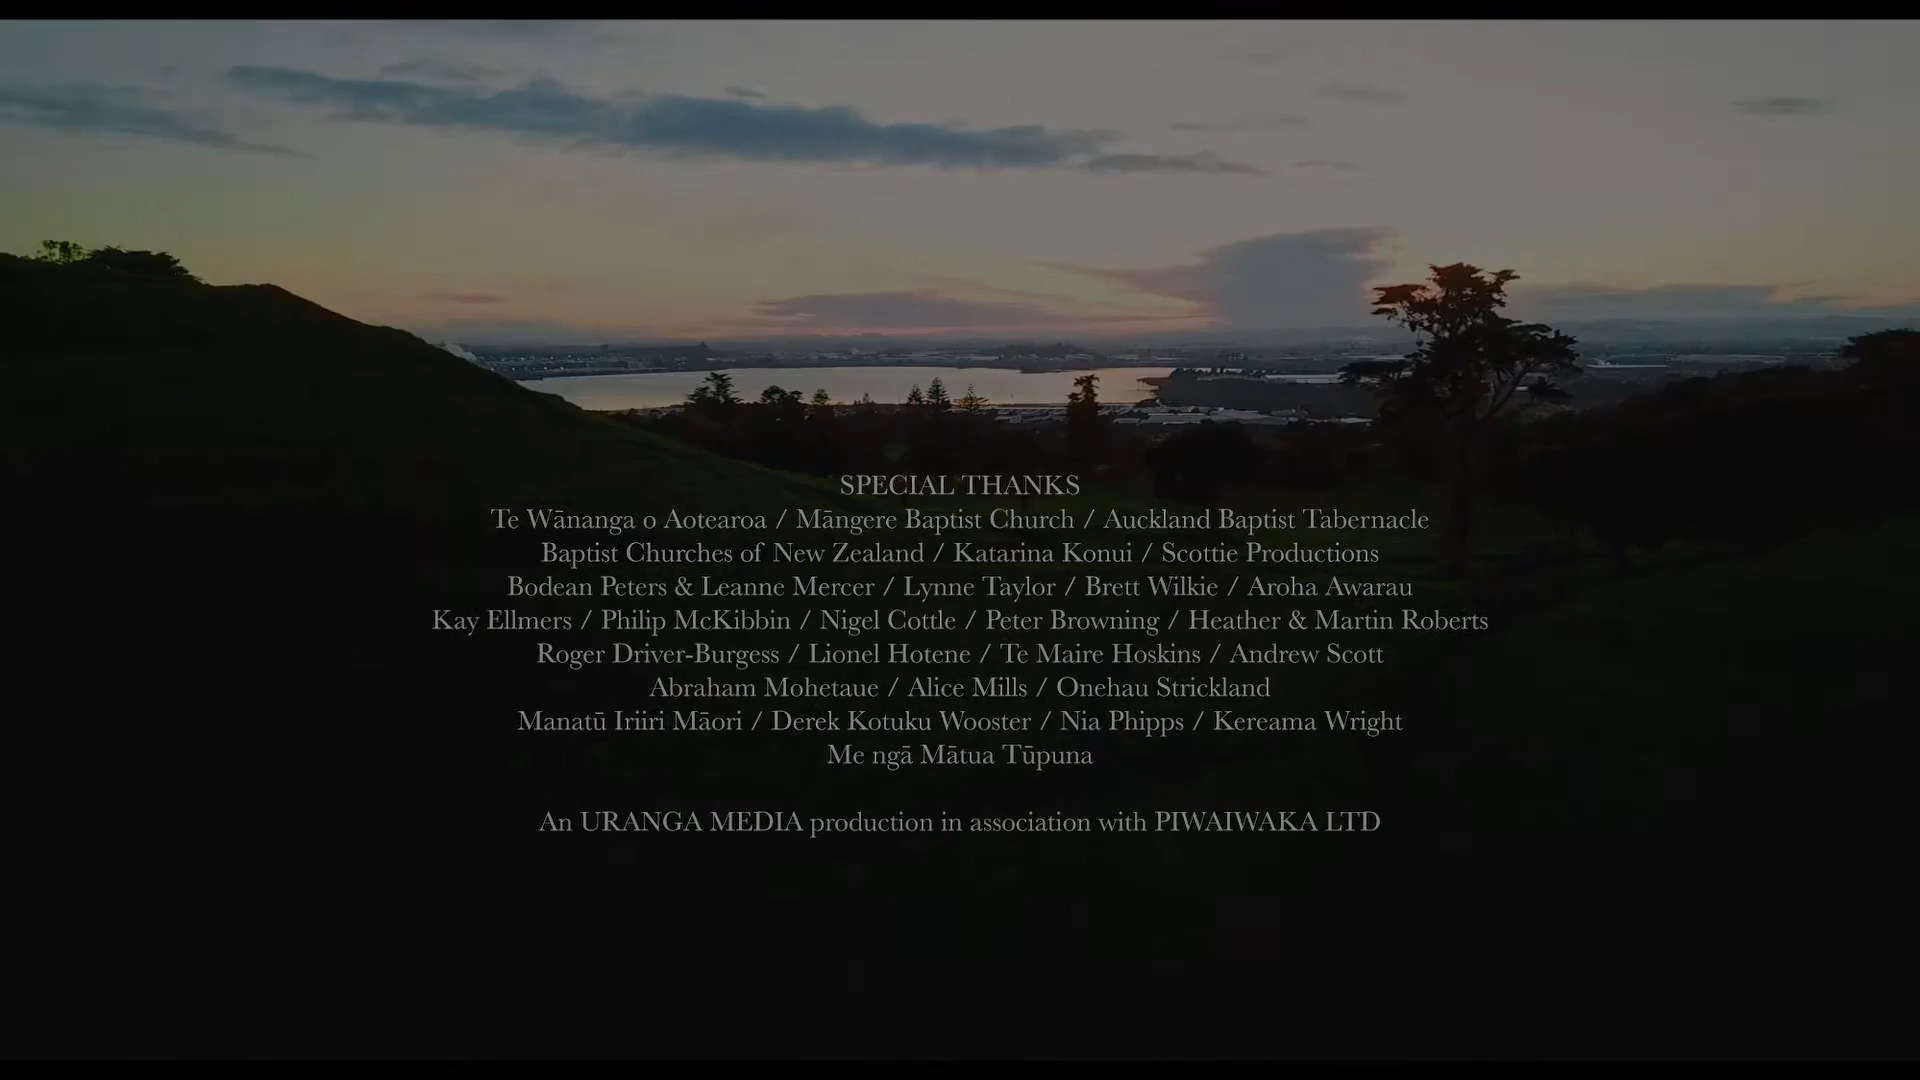 SPECIAL THANKS
Te Wānanga o Aotearoa / Māngere Baptist Church / Auckland Baptist Tabernacle
Baptist Churches of New Zealand / Katarina Konui / Scottie Productions
Bodean Peters & Leanne Mercer / Lynne Taylor / Brett Wilkie / Aroha Awarau
Kay Ellmers / Philip McKibbin / Nigel Cottle / Peter Browning / Heather & Martin Roberts
Roger Driver-Burgess / Lionel Hotene / Te Maire Hoskins / Andrew Scott
Abraham Mohetaue / Alice Mills / Onehau Strickland
Manatū Iriiri Māori / Derek Kotuku Wooster / Nia Phipps / Kereama Wright
Me ngā Mātua Tūpuna
An URANGA MEDIA production in association with PIWAIWAKA LTD